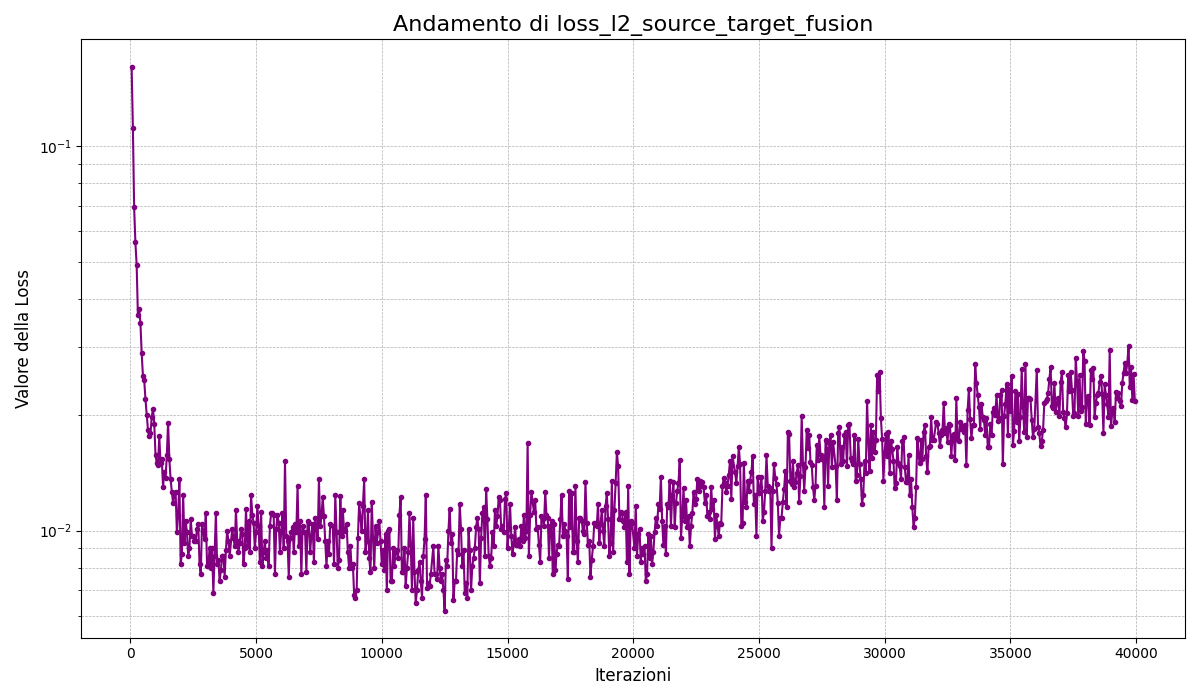 Andamento di loss_l2_source_target_fusion
Valore della Loss
10⁻¹
10⁻²
0 5000 10000 15000 20000 25000 30000 35000 40000
Iterazioni